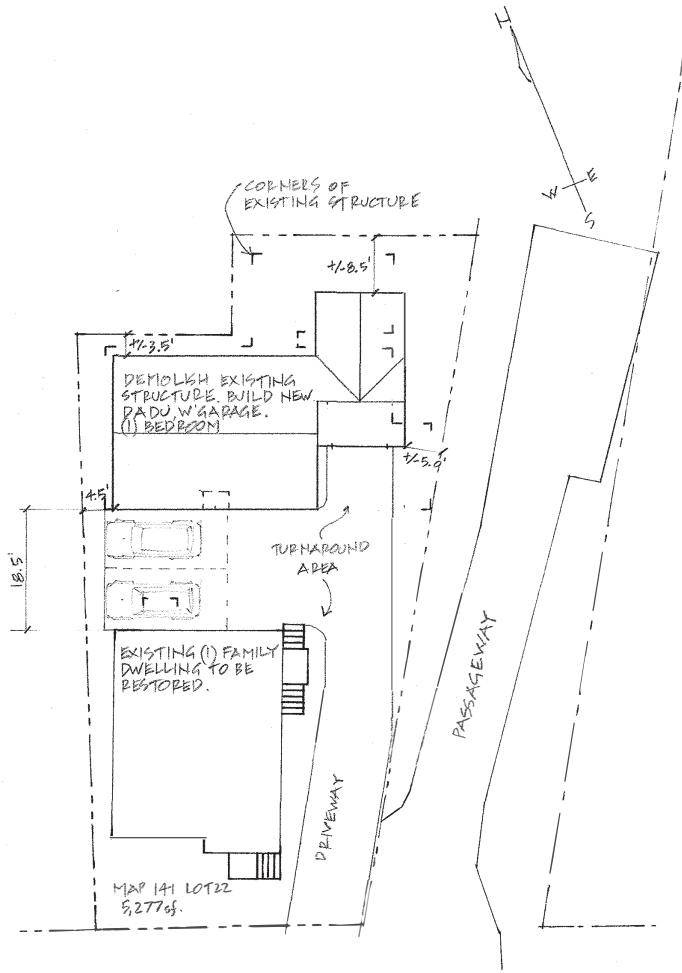 N
W
E
S
CORNERS OF
EXISTING STRUCTURE
+/-8.5'
+/-3.5'
DEMOLISH EXISTING
STRUCTURE. BUILD NEW
DADU, W'GARAGE.
(1) BEDROOM
+/-5.9'
4.5'
18.5'
TURNAROUND
AREA
EXISTING (1) FAMILY
DWELLING TO BE
RESTORED.
PASSAGEWAY
DRIVEWAY
MAP 141 LOT22
5,277sf.